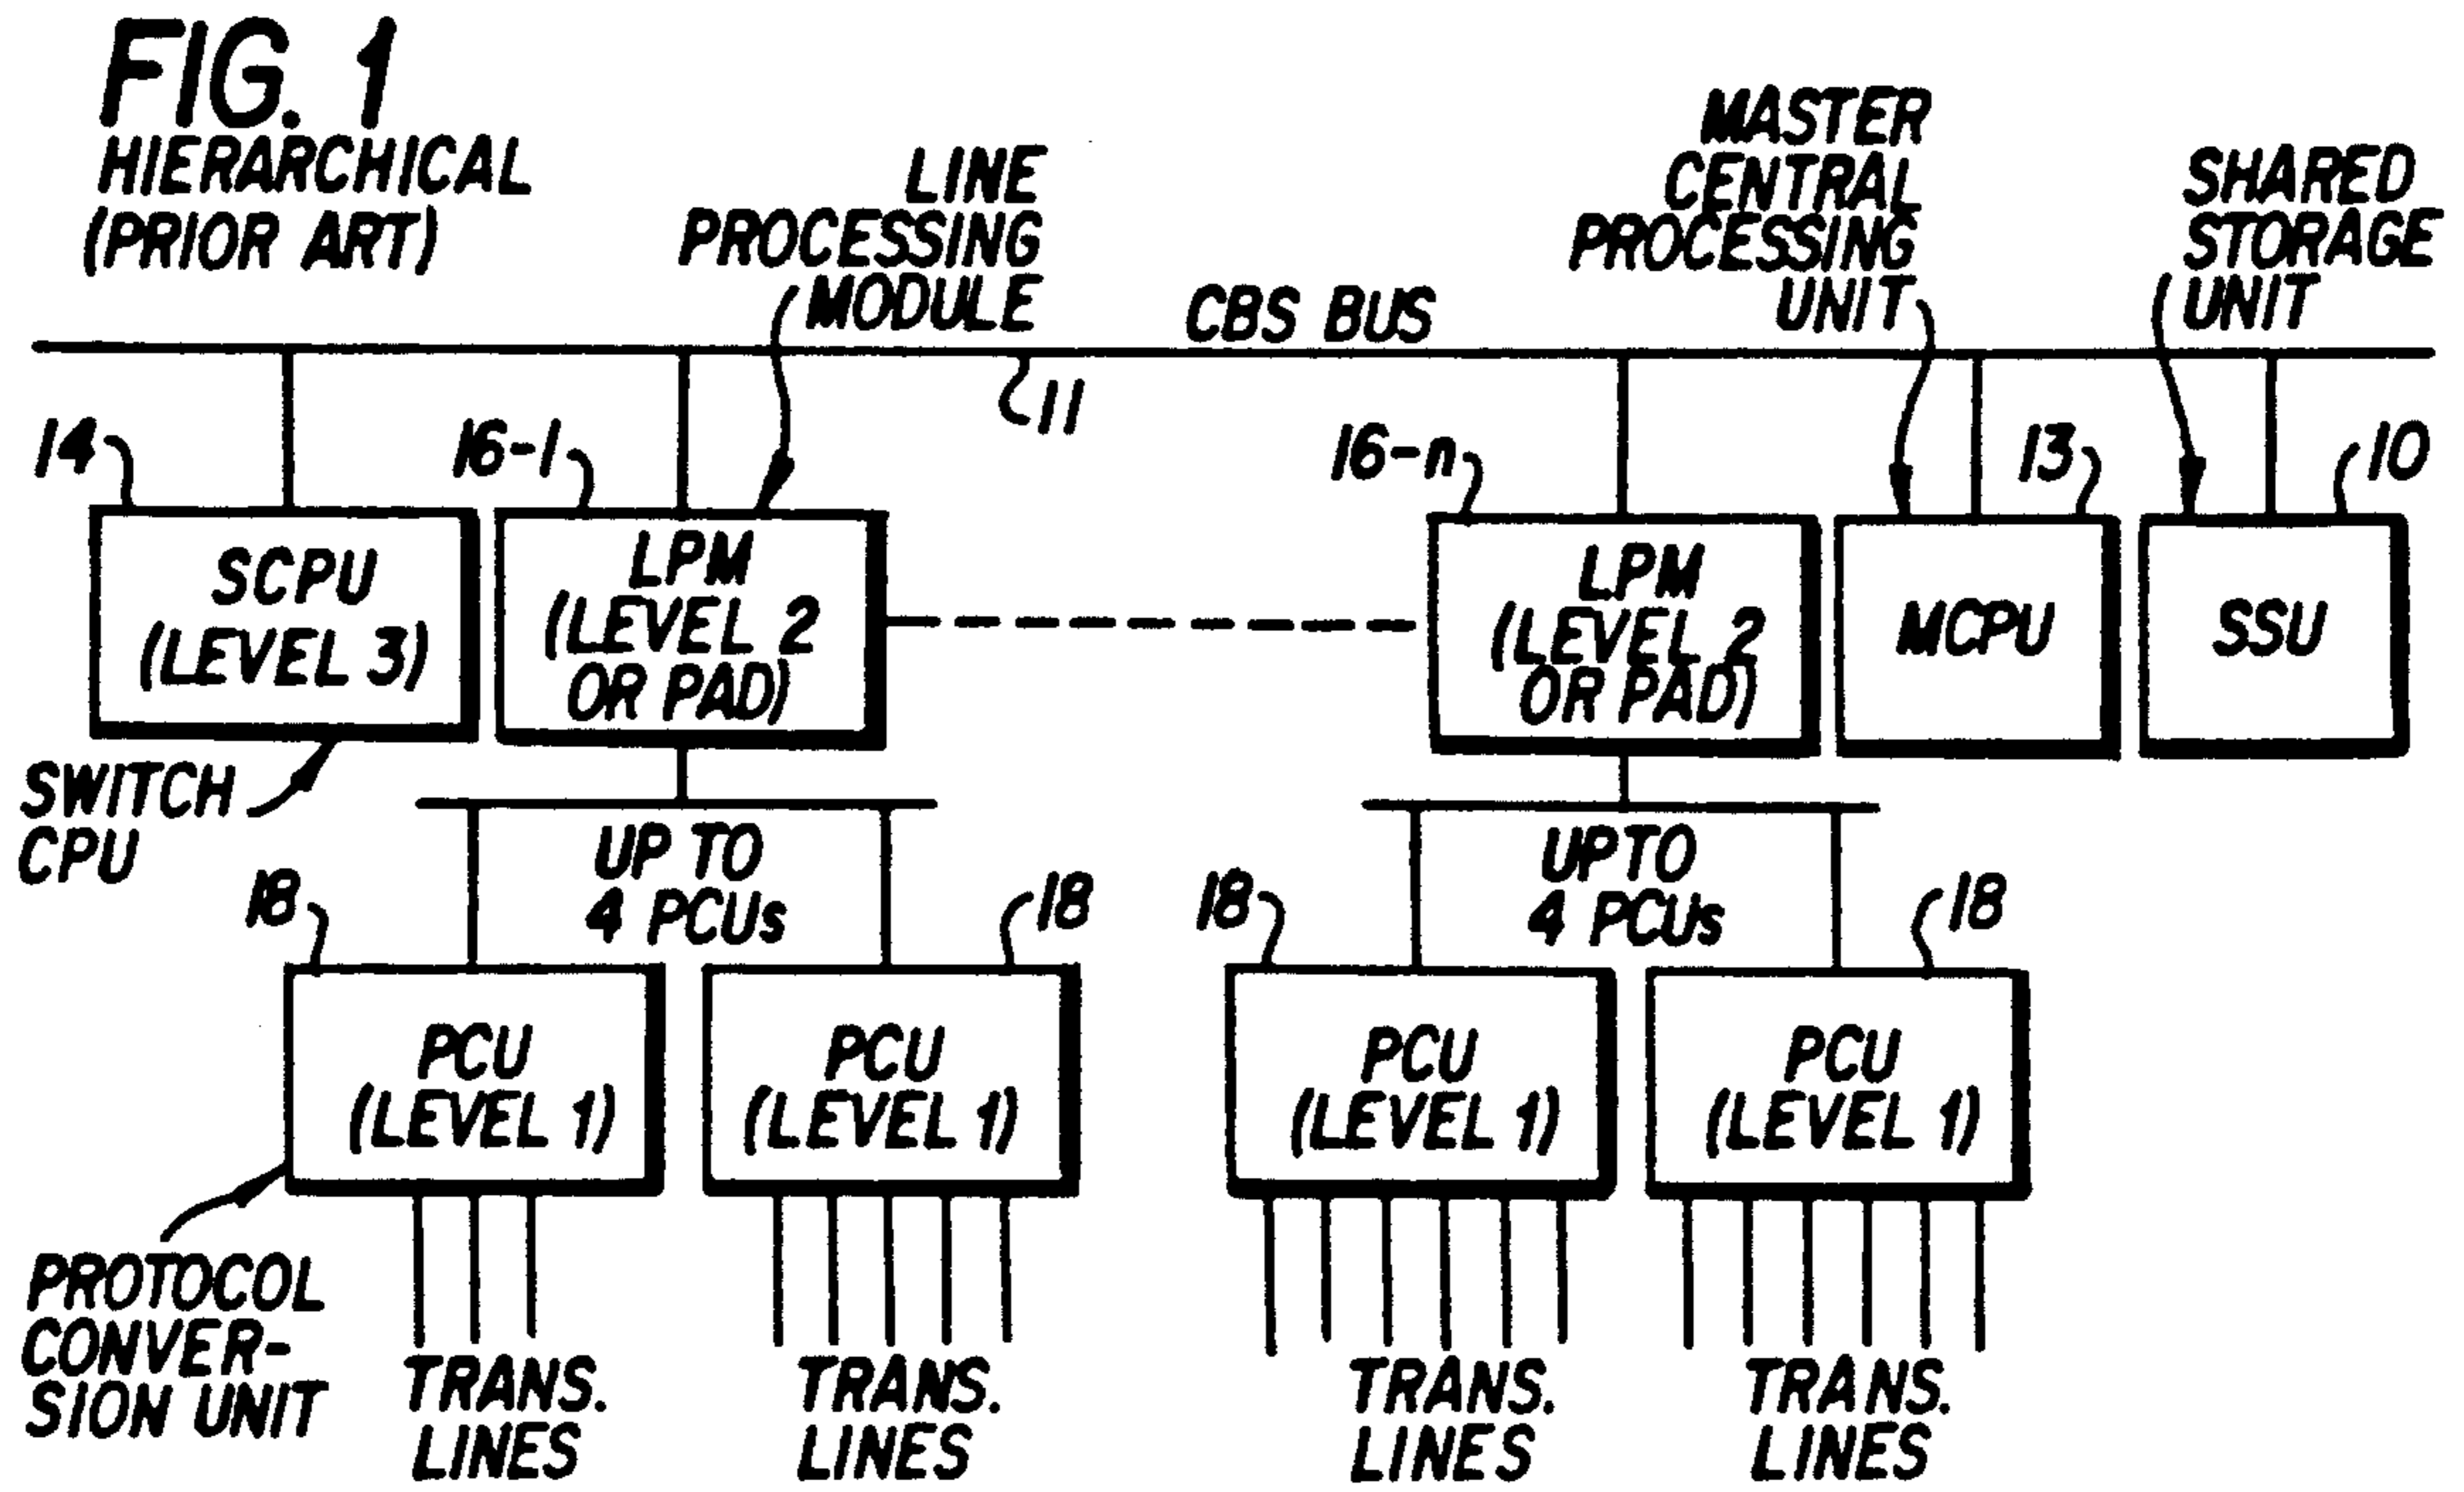 FIG. 1
HIERARCHICAL
(PRIOR ART)
LINE
PROCESSING
MODULE
CBS BUS
MASTER
CENTRAL
PROCESSING
UNIT
SHARED
STORAGE
UNIT
11
14
16-1
16-n
13
10
SCPU
(LEVEL 3)
LPM
(LEVEL 2
OR PAD)
LPM
(LEVEL 2
OR PAD)
MCPU
SSU
SWITCH
CPU
UP TO
4 PCUs
UP TO
4 PCUs
18
18
18
18
PCU
(LEVEL 1)
PCU
(LEVEL 1)
PCU
(LEVEL 1)
PCU
(LEVEL 1)
PROTOCOL
CONVER-
SION UNIT
TRANS.
LINES
TRANS.
LINES
TRANS.
LINES
TRANS.
LINES